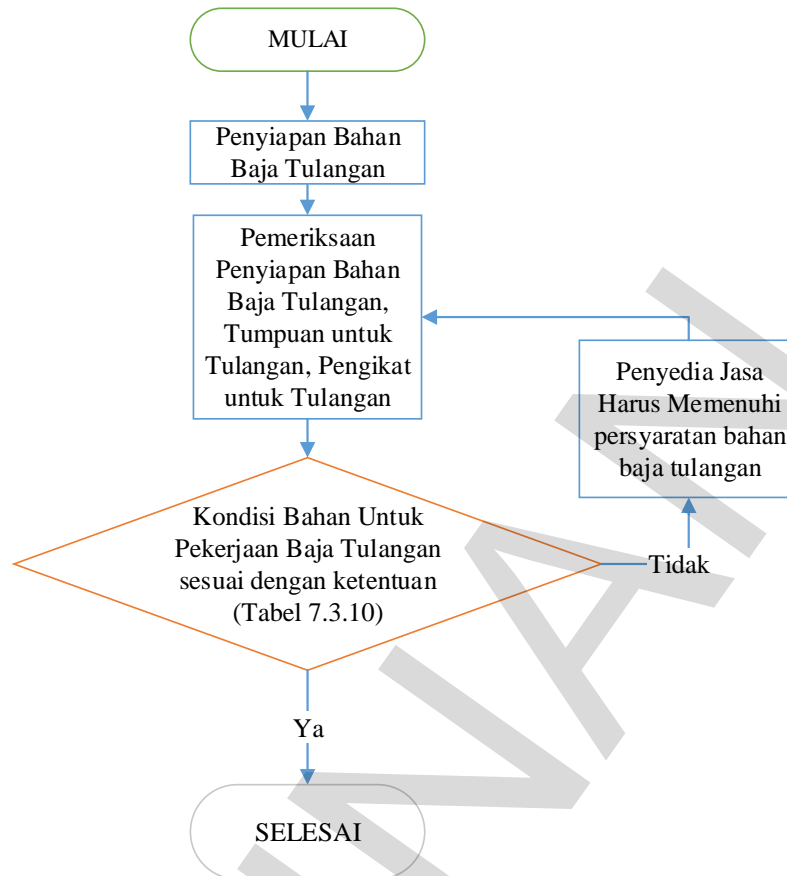 MULAI
Penyiapan Bahan
Baja Tulangan
Pemeriksaan
Penyiapan Bahan
Baja Tulangan,
Tumpuan untuk
Tulangan, Pengikat
untuk Tulangan
Penyedia Jasa
Harus Memenuhi
persyaratan bahan
baja tulangan
Kondisi Bahan Untuk
Pekerjaan Baja Tulangan
sesuai dengan ketentuan
(Tabel 7.3.10)
Tidak
Ya
SELESAI